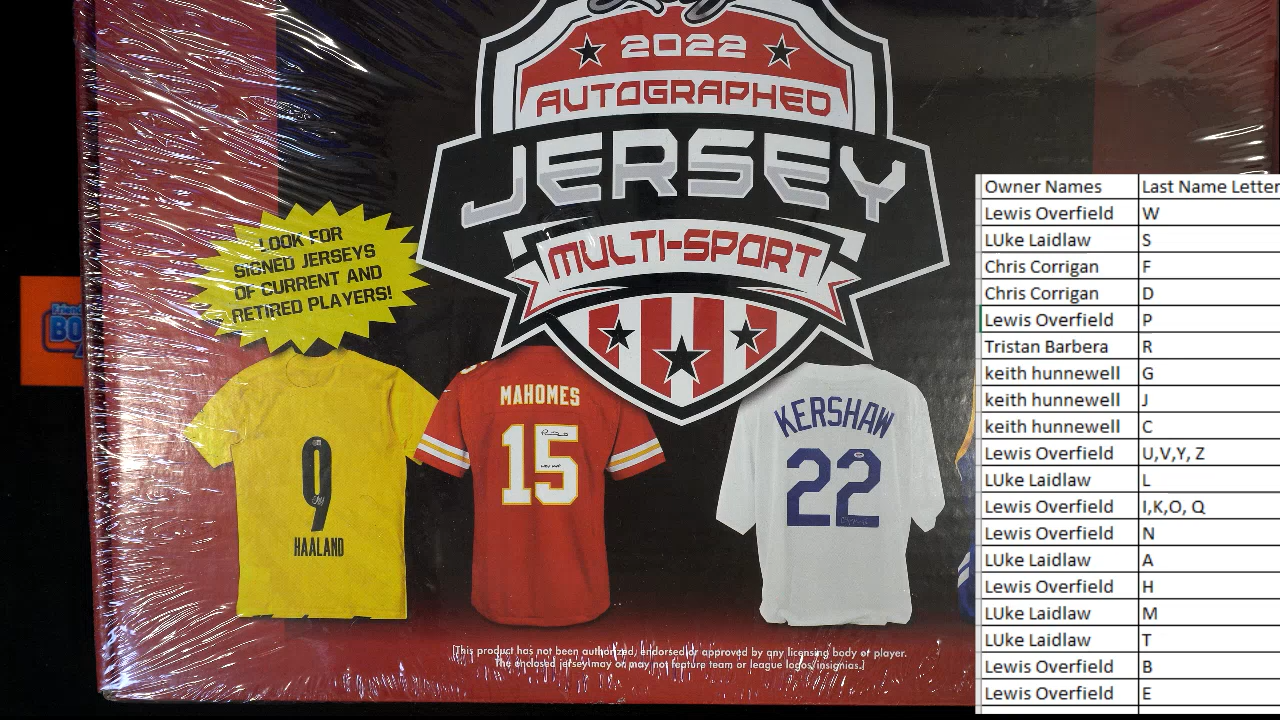 2022
AUTOGRAPHED
JERSEY
MULTI-SPORT
LOOK FOR
SIGNED JERSEYS
OF CURRENT AND
RETIRED PLAYERS!
BO
9
HAALAND
MAHOMES
15
KERSHAW
22
[This product has not been authorized, endorsed or approved by any licensing body or player.
The enclosed jersey may or may not feature team or league logos/insignias.]
Owner Names Last Name Letter
Lewis Overfield W
LUke Laidlaw S
Chris Corrigan F
Chris Corrigan D
Lewis Overfield P
Tristan Barbera R
keith hunnewell G
keith hunnewell J
keith hunnewell C
Lewis Overfield U,V,Y, Z
LUke Laidlaw L
Lewis Overfield I,K,O, Q
Lewis Overfield N
LUke Laidlaw A
Lewis Overfield H
LUke Laidlaw M
LUke Laidlaw T
Lewis Overfield B
Lewis Overfield E